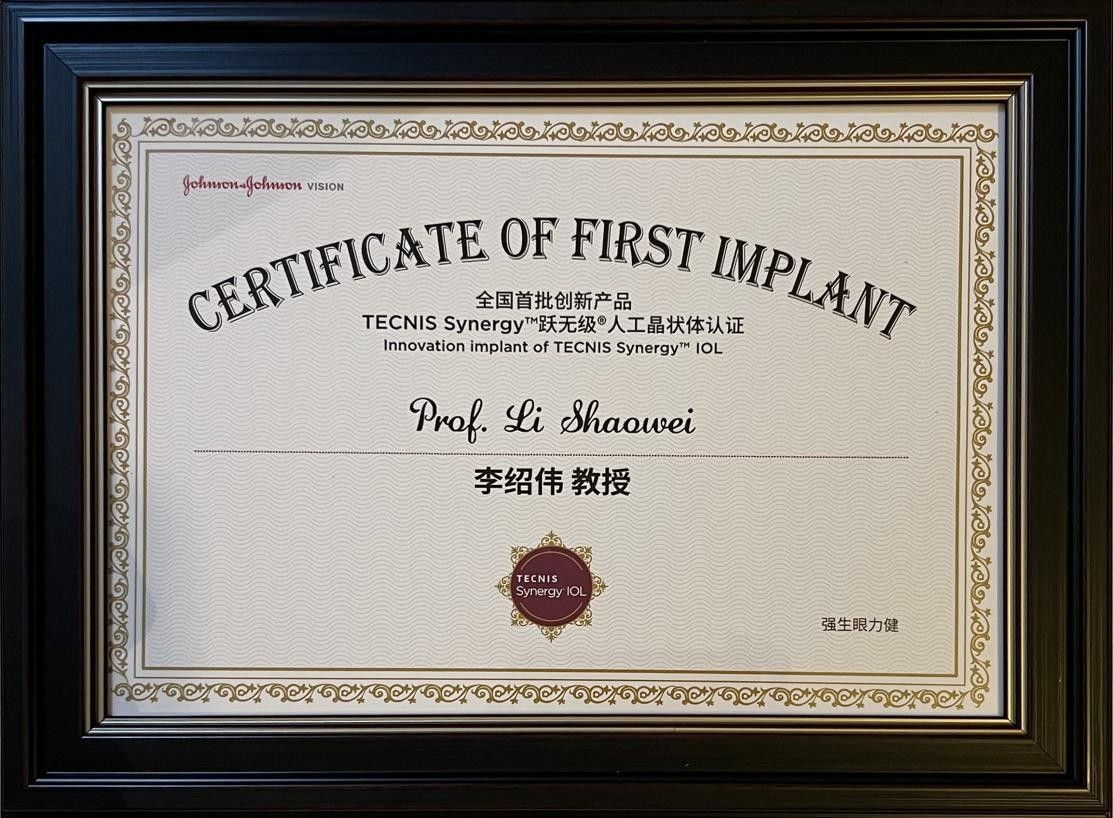 Johnson&Johnson VISION
CERTIFICATE OF FIRST IMPLANT
全国首批创新产品
TECNIS Synergy™跃无级®人工晶状体认证
Innovation implant of TECNIS Synergy™ IOL
Prof. Li Shaowei
李绍伟 教授
TECNIS
Synergy™ IOL
强生眼力健